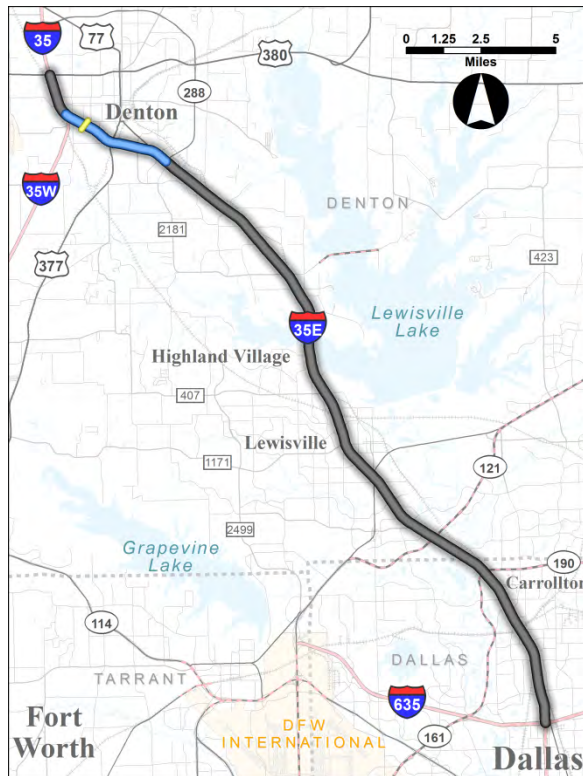 35
77
380
0 1.25 2.5 5
Miles
288
Denton
35W
DENTON
2181
377
423
35E
Lewisville
Lake
Highland Village
407
Lewisville
1171
121
2499
Grapevine
Lake
190
Carrollton
114
DALLAS
TARRANT
635
Fort
Worth
DFW
INTERNATIONAL
161
Dallas